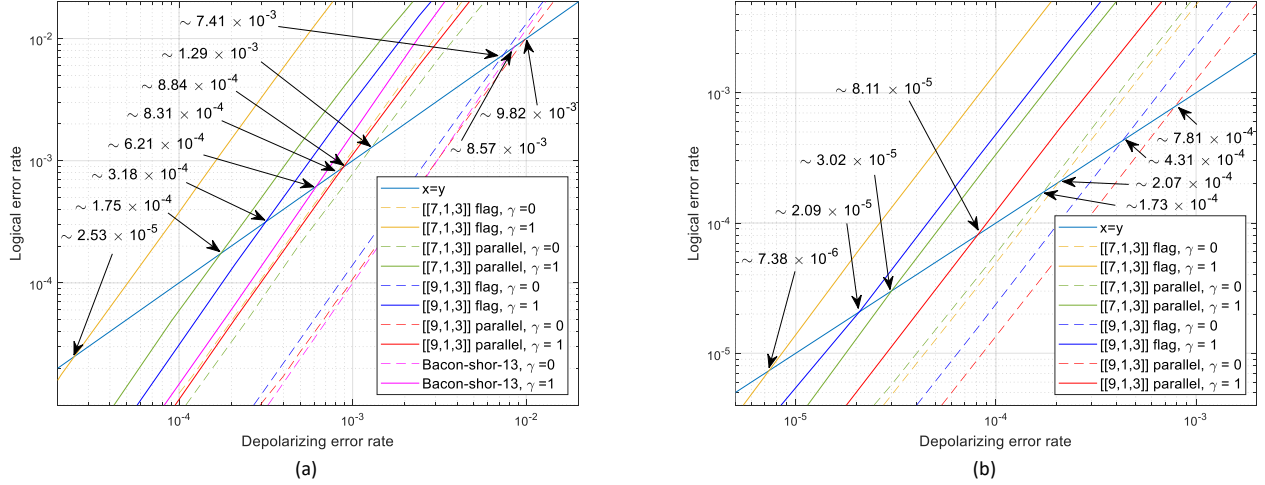 10^-2
10^-3
10^-4
Logical error rate
10^-4
10^-3
10^-2
Depolarizing error rate
∼ 7.41 × 10^-3
∼ 1.29 × 10^-3
∼ 8.84 × 10^-4
∼ 8.31 × 10^-4
∼ 6.21 × 10^-4
∼ 3.18 × 10^-4
∼ 1.75 × 10^-4
∼ 2.53 × 10^-5
∼ 9.82 × 10^-3
∼ 8.57 × 10^-3
x=y
[[7,1,3]] flag, γ =0
[[7,1,3]] flag, γ =1
[[7,1,3]] parallel, γ =0
[[7,1,3]] parallel, γ =1
[[9,1,3]] flag, γ = 0
[[9,1,3]] flag, γ = 1
[[9,1,3]] parallel, γ = 0
[[9,1,3]] parallel, γ = 1
Bacon-shor-13, γ =0
Bacon-shor-13, γ =1
(a)
10^-3
10^-4
10^-5
Logical error rate
10^-5
10^-4
10^-3
Depolarizing error rate
∼ 8.11 × 10^-5
∼ 3.02 × 10^-5
∼ 2.09 × 10^-5
∼ 7.38 × 10^-6
∼ 7.81 × 10^-4
∼ 4.31 × 10^-4
∼ 2.07 × 10^-4
∼ 1.73 × 10^-4
x=y
[[7,1,3]] flag, γ = 0
[[7,1,3]] flag, γ = 1
[[7,1,3]] parallel, γ = 0
[[7,1,3]] parallel, γ = 1
[[9,1,3]] flag, γ = 0
[[9,1,3]] flag, γ = 1
[[9,1,3]] parallel, γ = 0
[[9,1,3]] parallel, γ = 1
(b)